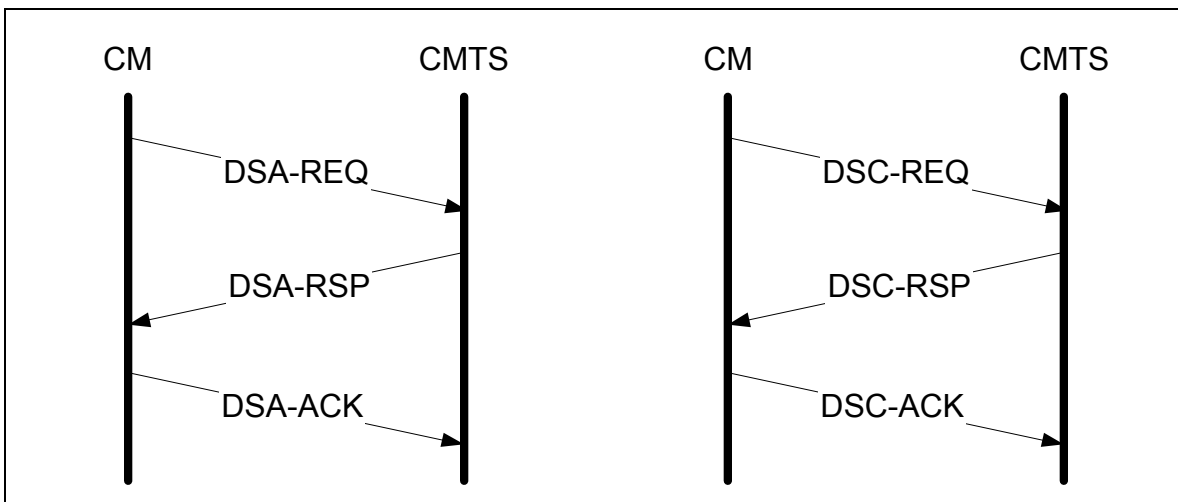 CM CMTS CM CMTS
DSA-REQ DSC-REQ
DSA-RSP DSC-RSP
DSA-ACK DSC-ACK